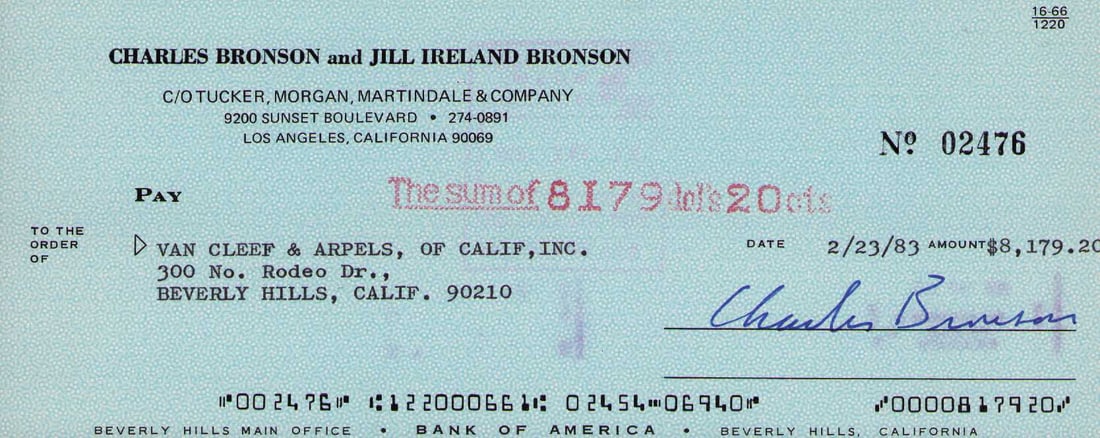 16-66
1220
CHARLES BRONSON and JILL IRELAND BRONSON
C/O TUCKER, MORGAN, MARTINDALE & COMPANY
9200 SUNSET BOULEVARD • 274-0891
LOS ANGELES, CALIFORNIA 90069
Nº 02476
PAY The sum of 8179 dol's 20 cts
TO THE
ORDER
OF
VAN CLEEF & ARPELS, OF CALIF,INC.
300 No. Rodeo Dr.,
BEVERLY HILLS, CALIF. 90210
DATE 2/23/83 AMOUNT $8,179.20
Charles Bronson
⑈002476⑈ ⑆122000661⑆ 02454⑉06940⑈ ⑇0000817920⑇
BEVERLY HILLS MAIN OFFICE • BANK OF AMERICA • BEVERLY HILLS, CALIFORNIA